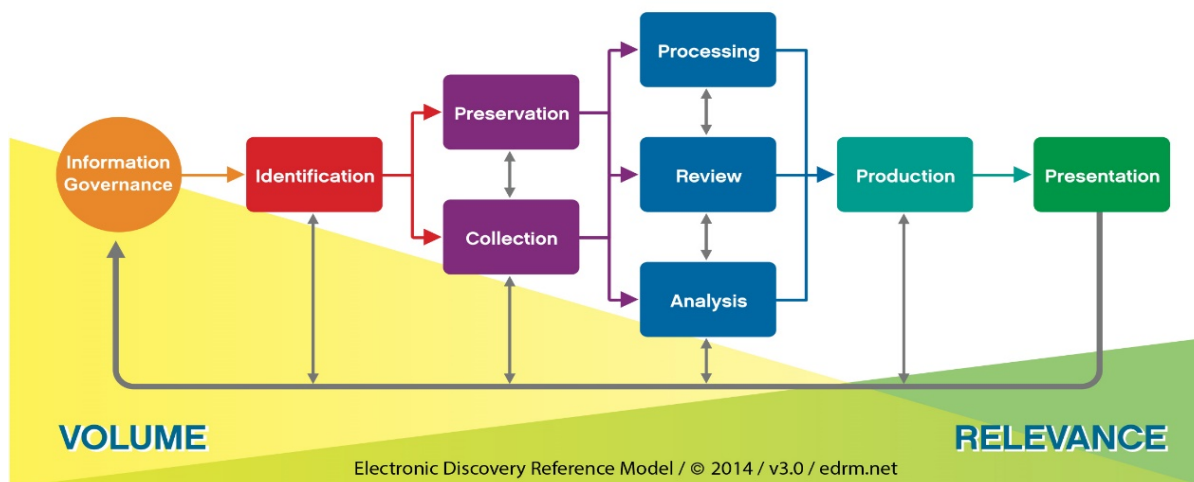 Information
Governance
Identification
Preservation
Collection
Processing
Review
Analysis
Production
Presentation
VOLUME
RELEVANCE
Electronic Discovery Reference Model / © 2014 / v3.0 / edrm.net